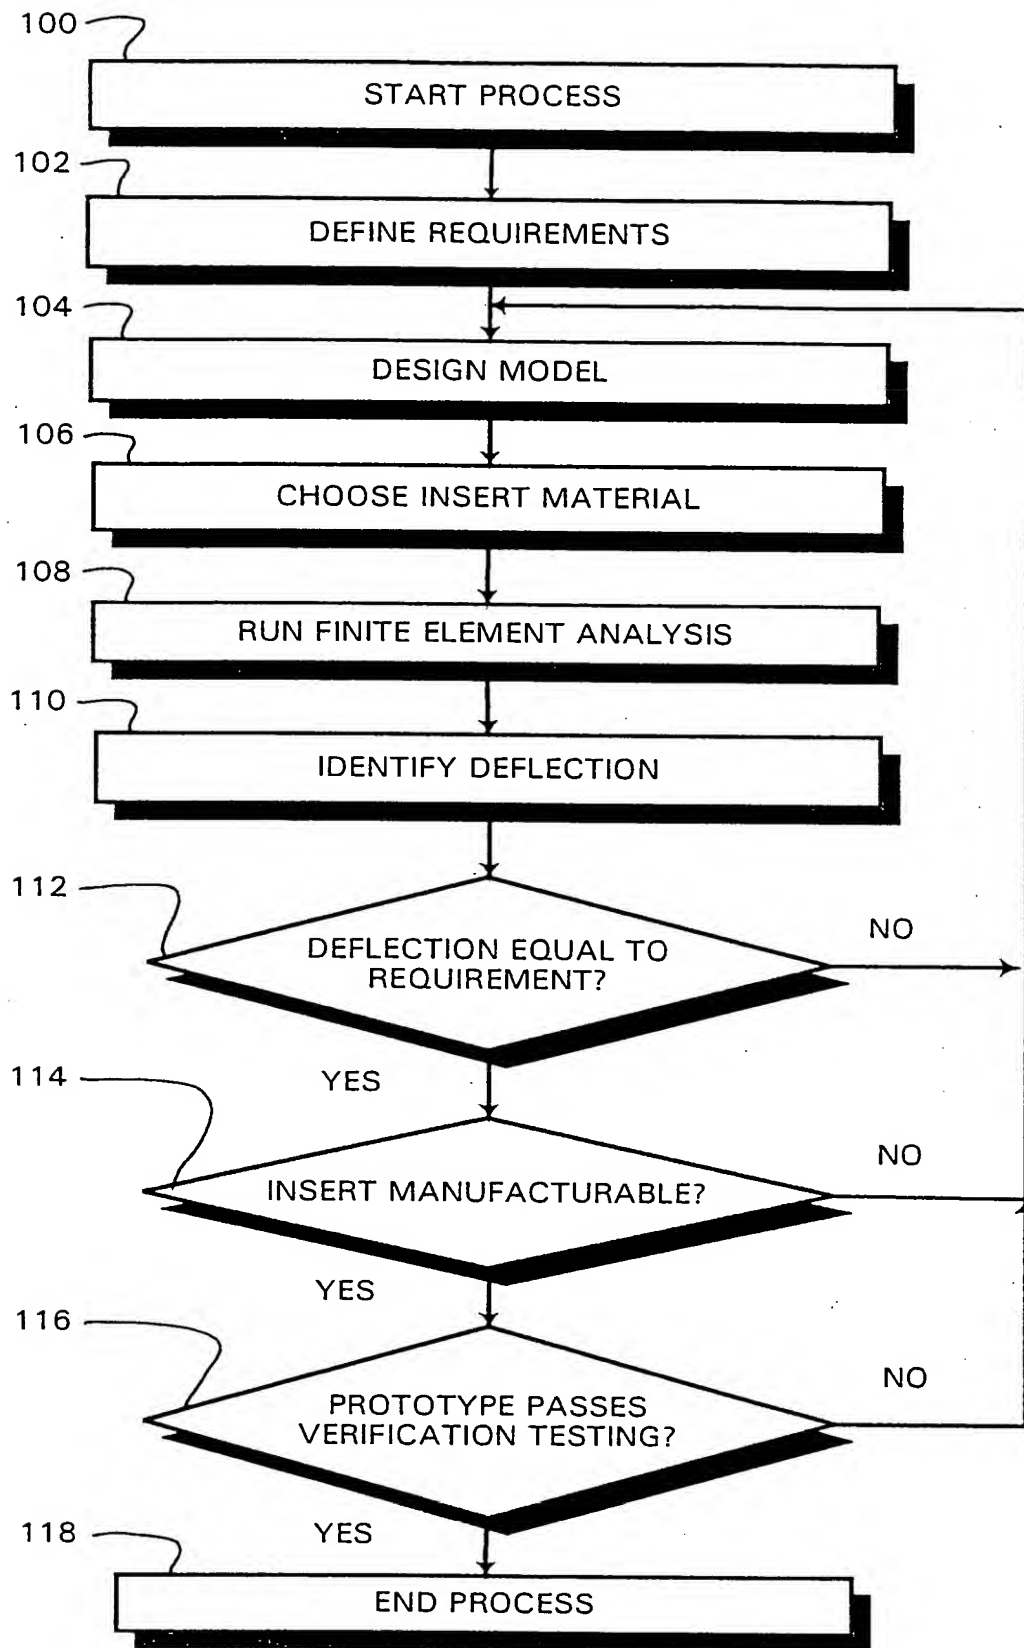 100
START PROCESS
102
DEFINE REQUIREMENTS
104
DESIGN MODEL
106
CHOOSE INSERT MATERIAL
108
RUN FINITE ELEMENT ANALYSIS
110
IDENTIFY DEFLECTION
112
DEFLECTION EQUAL TO
REQUIREMENT?
NO
YES
114
INSERT MANUFACTURABLE?
NO
YES
116
PROTOTYPE PASSES
VERIFICATION TESTING?
NO
YES
118
END PROCESS